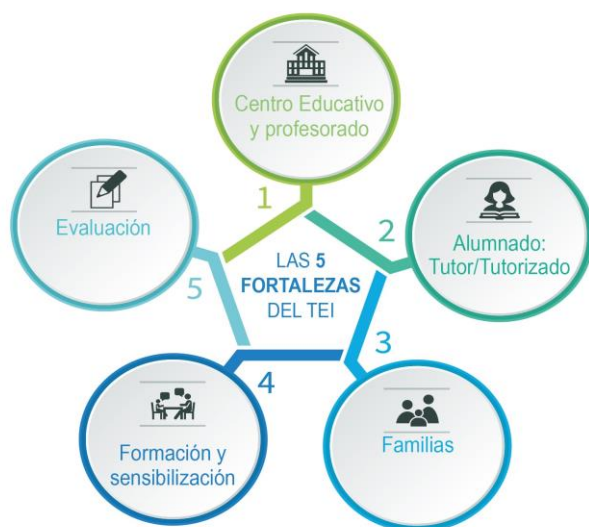 Centro Educativo
y profesorado
1
2
Alumnado:
Tutor/Tutorizado
3
Familias
4
Formación y
sensibilización
5
Evaluación
LAS 5
FORTALEZAS
DEL TEI